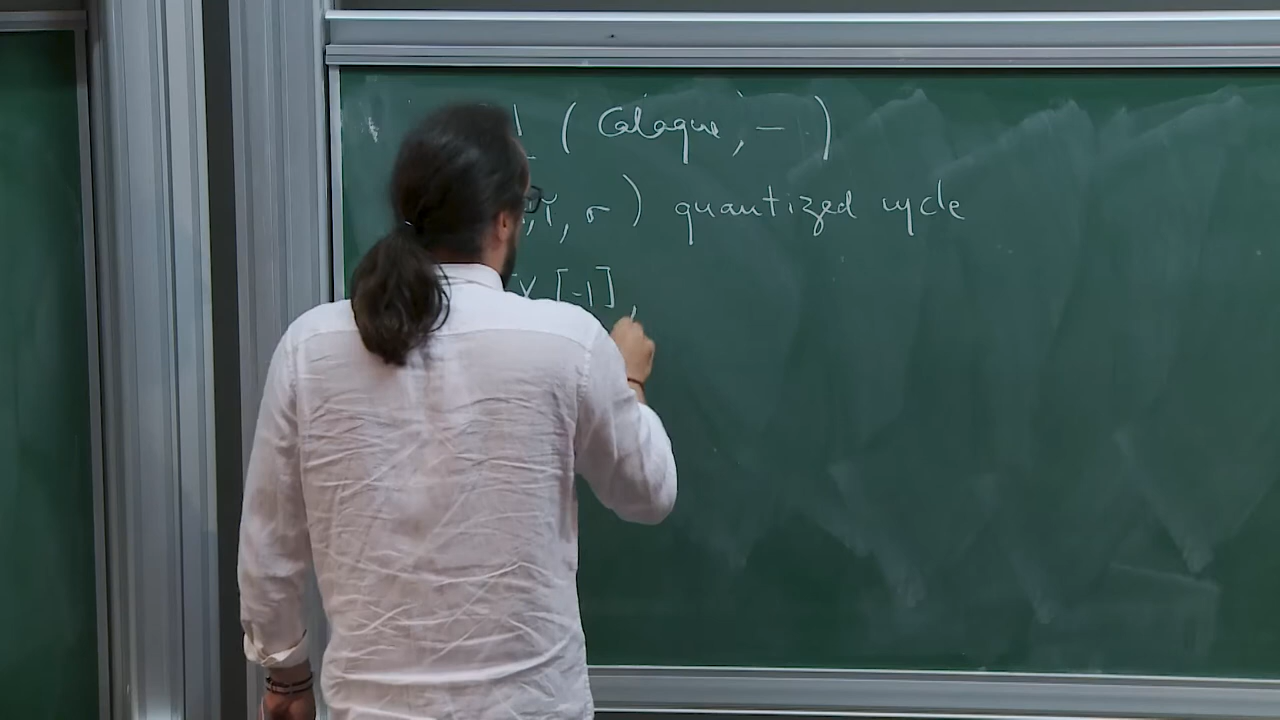 ( Calaque, – )
, σ ) quantized cycle
[-1] ,